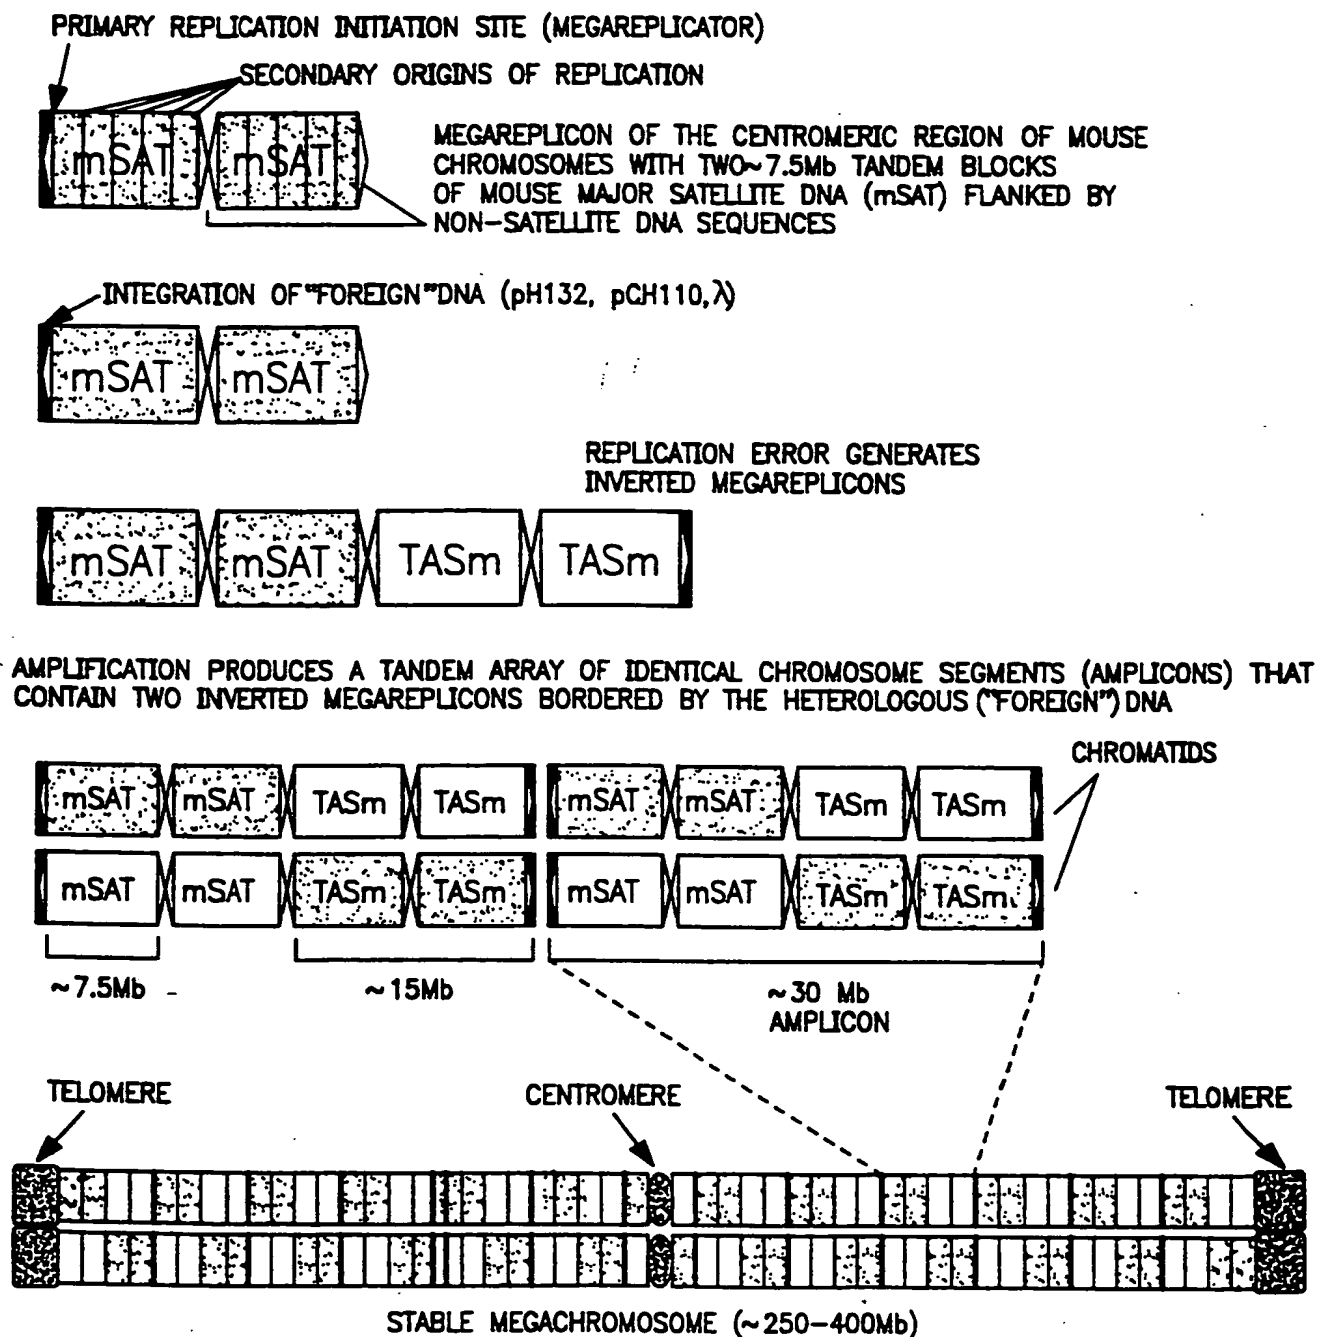 PRIMARY REPLICATION INITIATION SITE (MEGAREPLICATOR)
SECONDARY ORIGINS OF REPLICATION
mSAT mSAT
MEGAREPLICON OF THE CENTROMERIC REGION OF MOUSE
CHROMOSOMES WITH TWO~7.5Mb TANDEM BLOCKS
OF MOUSE MAJOR SATELLITE DNA (mSAT) FLANKED BY
NON-SATELLITE DNA SEQUENCES
INTEGRATION OF "FOREIGN" DNA (pH132, pCH110, λ)
mSAT mSAT
REPLICATION ERROR GENERATES
INVERTED MEGAREPLICONS
mSAT mSAT TASm TASm
AMPLIFICATION PRODUCES A TANDEM ARRAY OF IDENTICAL CHROMOSOME SEGMENTS (AMPLICONS) THAT
CONTAIN TWO INVERTED MEGAREPLICONS BORDERED BY THE HETEROLOGOUS ("FOREIGN") DNA
CHROMATIDS
mSAT mSAT TASm TASm mSAT mSAT TASm TASm
mSAT mSAT TASm TASm mSAT mSAT TASm TASm
~7.5Mb ~15Mb ~30 Mb
AMPLICON
TELOMERE CENTROMERE TELOMERE
STABLE MEGACHROMOSOME (~250-400Mb)